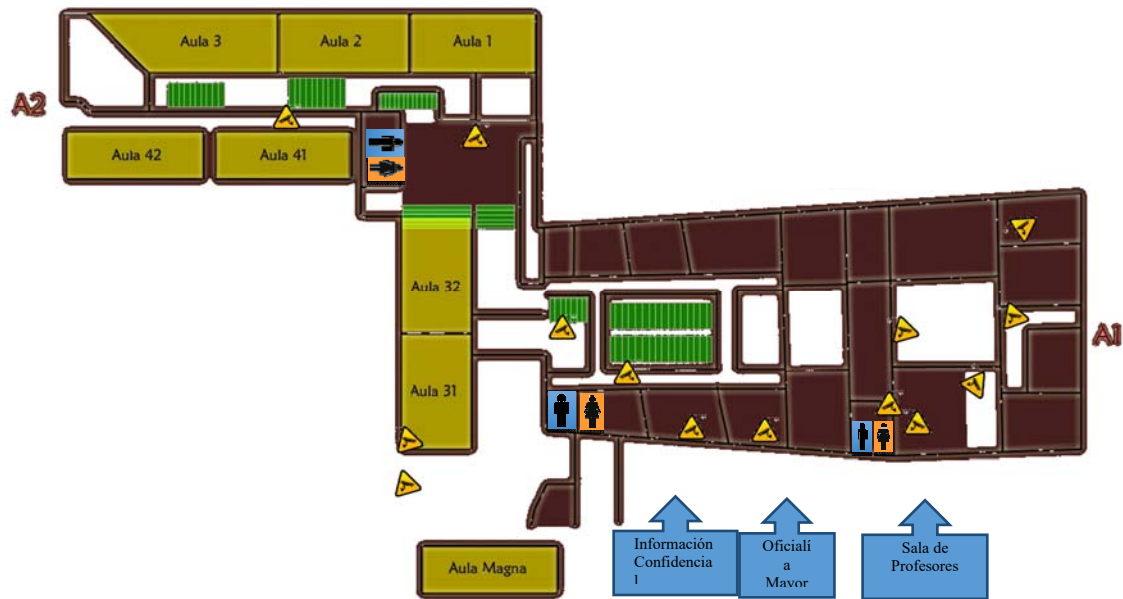 Aula 3
Aula 2
Aula 1
A2
Aula 42
Aula 41
Aula 32
A1
Aula 31
Información
Confidencia
l
Oficialí
a
Mayor
Sala de
Profesores
Aula Magna